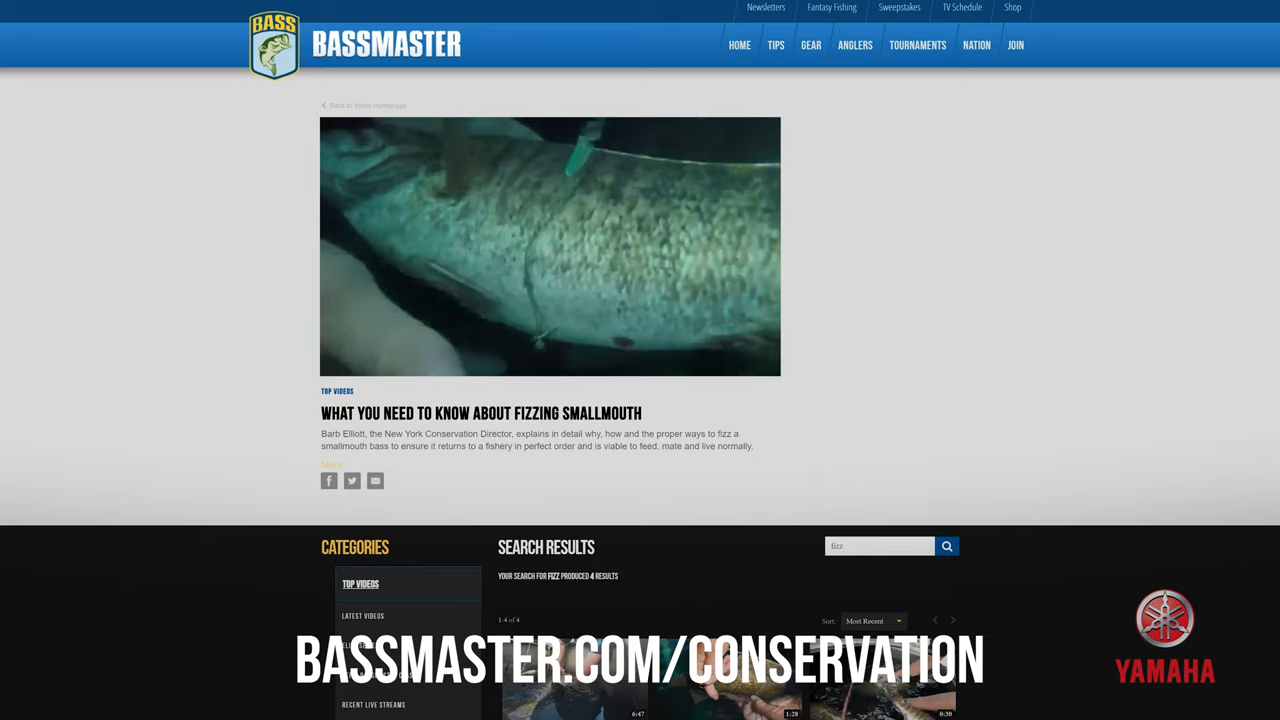 Newsletters
Fantasy Fishing
Sweepstakes
TV Schedule
Shop
BASS
BASSMASTER
HOME
TIPS
GEAR
ANGLERS
TOURNAMENTS
NATION
JOIN
Back to Video Homepage
TOP VIDEOS
WHAT YOU NEED TO KNOW ABOUT FIZZING SMALLMOUTH
Barb Elliott, the New York Conservation Director, explains in detail why, how and the proper ways to fizz a
smallmouth bass to ensure it returns to a fishery in perfect order and is viable to feed, mate and live normally.
CATEGORIES
SEARCH RESULTS
fizz
YOUR SEARCH FOR FIZZ PRODUCED 4 RESULTS
TOP VIDEOS
LATEST VIDEOS
1-4 of 4
Sort:
Most Recent
BASSMASTER.COM/CONSERVATION
YAMAHA
RECENT LIVE STREAMS
6:47
1:28
0:30